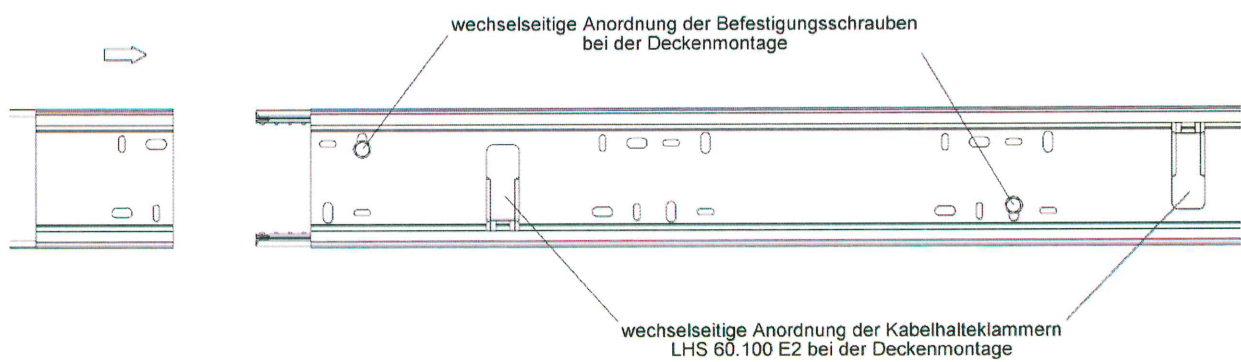 wechselseitige Anordnung der Befestigungsschrauben
bei der Deckenmontage
wechselseitige Anordnung der Kabelhalteklammern
LHS 60.100 E2 bei der Deckenmontage